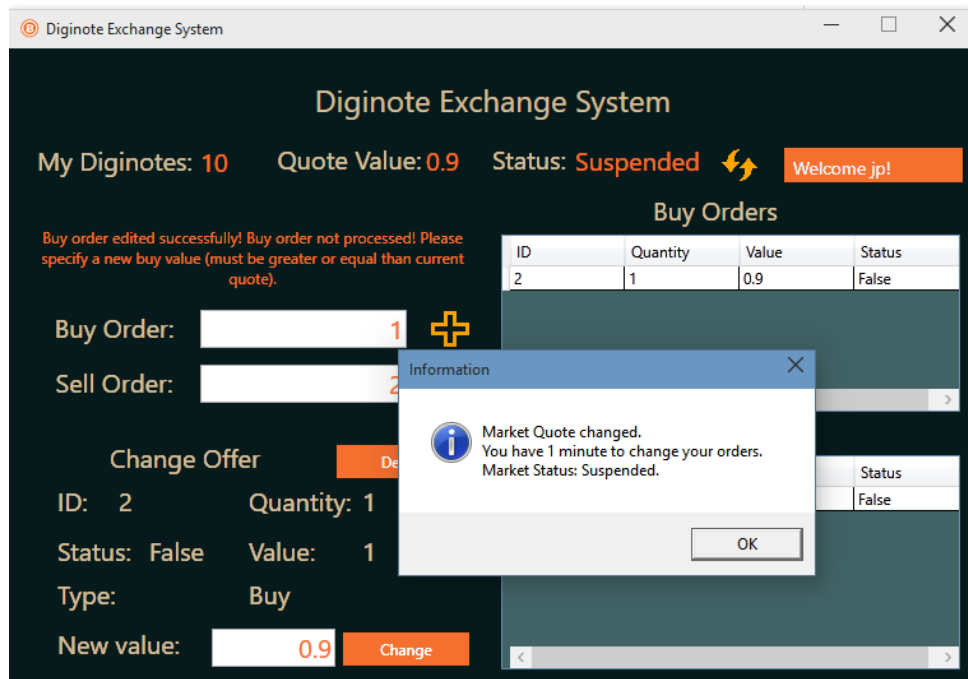 Diginote Exchange System
Diginote Exchange System
My Diginotes: 10 Quote Value: 0.9 Status: Suspended Welcome jp!
Buy order edited successfully! Buy order not processed! Please
specify a new buy value (must be greater or equal than current
quote).
Buy Orders
ID Quantity Value Status
2 1 0.9 False
Buy Order: 1
Sell Order:
Information
Market Quote changed.
You have 1 minute to change your orders.
Market Status: Suspended.
OK
Change Offer
ID: 2 Quantity: 1
Status: False Value: 1
Type: Buy
New value: 0.9 Change
Status
False